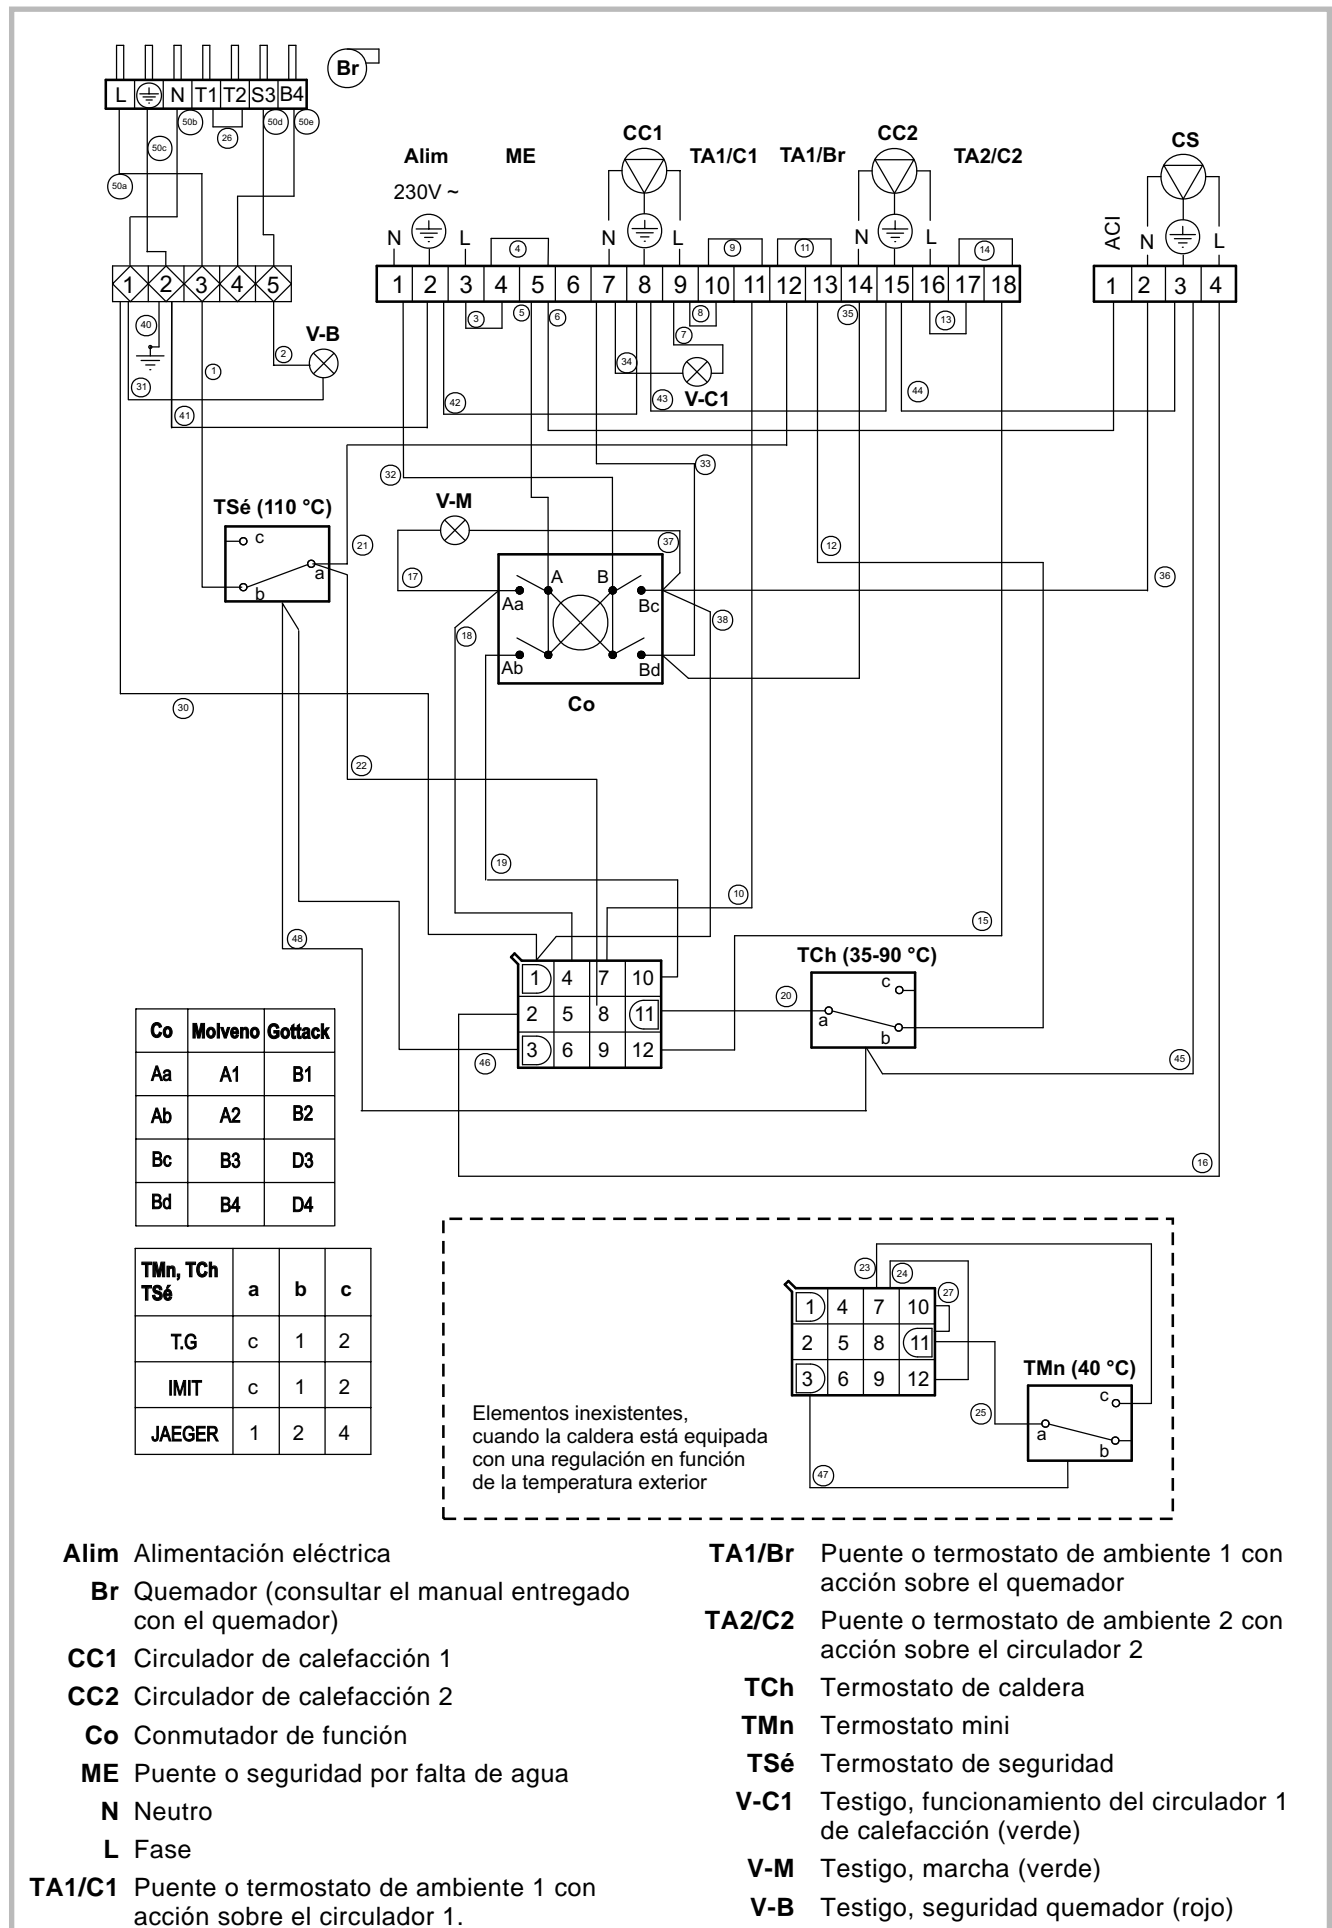 Br
L N T1 T2 S3 B4
50b 26 50d 50e
50c
50a
Alim ME CC1 TA1/C1 TA1/Br CC2 TA2/C2 CS
230V ~
N L 4 N L 9 11 N L 14 ACI N L
1 2 3 4 5
1 2 3 4 5 6 7 8 9 10 11 12 13 14 15 16 17 18
1 2 3 4
40 V-B 3 5 6 8 35 13
2 7
31 1 34
41 42 43 V-C1 44
32 33
TSé (110 °C) V-M
c 21 37 12
a 17 A B 36
b Aa Bc
18 38
Ab Bd
Co
30
22
19
10
15
48
TCh (35-90 °C)
1 4 7 10 c
20
2 5 8 11 a
b
3 6 9 12
46 45
16
Co Molveno Gottack
Aa A1 B1
Ab A2 B2
Bc B3 D3
Bd B4 D4
TMn, TCh
TSé a b c
T.G c 1 2
IMIT c 1 2
JAEGER 1 2 4
23 24
27
1 4 7 10
2 5 8 11
3 6 9 12
TMn (40 °C)
c
25 a
b
47
Elementos inexistentes,
cuando la caldera está equipada
con una regulación en función
de la temperatura exterior
Alim Alimentación eléctrica
Br Quemador (consultar el manual entregado
con el quemador)
CC1 Circulador de calefacción 1
CC2 Circulador de calefacción 2
Co Conmutador de función
ME Puente o seguridad por falta de agua
N Neutro
L Fase
TA1/C1 Puente o termostato de ambiente 1 con
acción sobre el circulador 1.
TA1/Br Puente o termostato de ambiente 1 con
acción sobre el quemador
TA2/C2 Puente o termostato de ambiente 2 con
acción sobre el circulador 2
TCh Termostato de caldera
TMn Termostato mini
TSé Termostato de seguridad
V-C1 Testigo, funcionamiento del circulador 1
de calefacción (verde)
V-M Testigo, marcha (verde)
V-B Testigo, seguridad quemador (rojo)